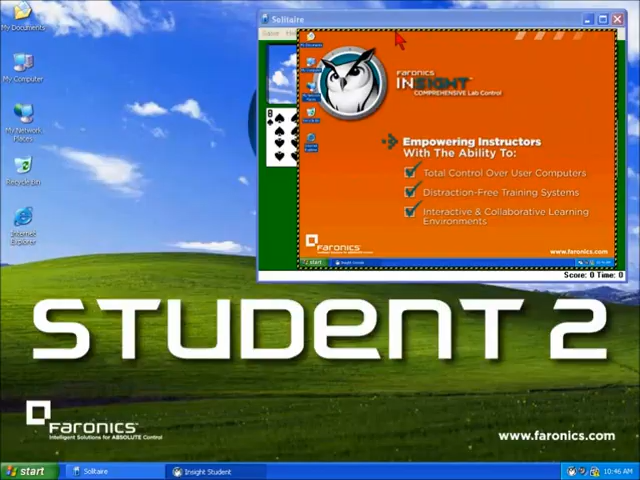 My Documents
My Computer
My Network
Places
Recycle Bin
Internet
Explorer
Solitaire
8
FARONICS
INSIGHT
COMPREHENSIVE Lab Control
Empowering Instructors
With The Ability To:
Total Control Over User Computers
Distraction-Free Training Systems
Interactive & Collaborative Learning
Environments
FARONICS
www.faronics.com
start
Score: 0 Time: 0
STUDENT 2
FARONICS
Intelligent Solutions for ABSOLUTE Control
www.faronics.com
start
Solitaire
Insight Student
10:46 AM